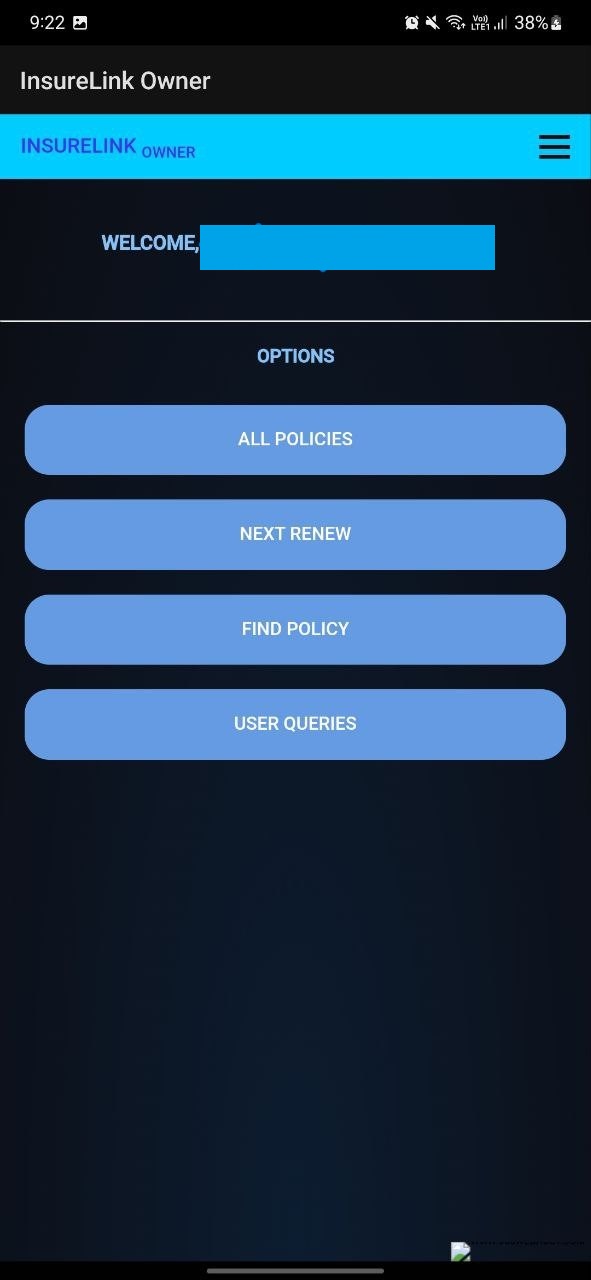 9:22 Vo)) LTE1 38%
InsureLink Owner
INSURELINK OWNER
WELCOME,
OPTIONS
ALL POLICIES
NEXT RENEW
FIND POLICY
USER QUERIES